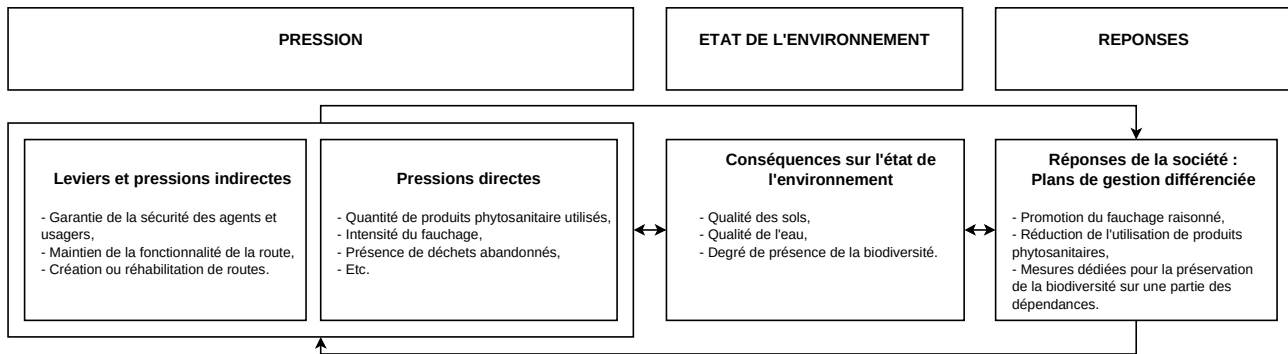 PRESSION
ETAT DE L'ENVIRONNEMENT
REPONSES
Leviers et pressions indirectes
- Garantie de la sécurité des agents et
usagers,
- Maintien de la fonctionnalité de la route,
- Création ou réhabilitation de routes.
Pressions directes
- Quantité de produits phytosanitaire utilisés,
- Intensité du fauchage,
- Présence de déchets abandonnés,
- Etc.
Conséquences sur l'état de
l'environnement
- Qualité des sols,
- Qualité de l'eau,
- Degré de présence de la biodiversité.
Réponses de la société :
Plans de gestion différenciée
- Promotion du fauchage raisonné,
- Réduction de l'utilisation de produits
phytosanitaires,
- Mesures dédiées pour la préservation
de la biodiversité sur une partie des
dépendances.